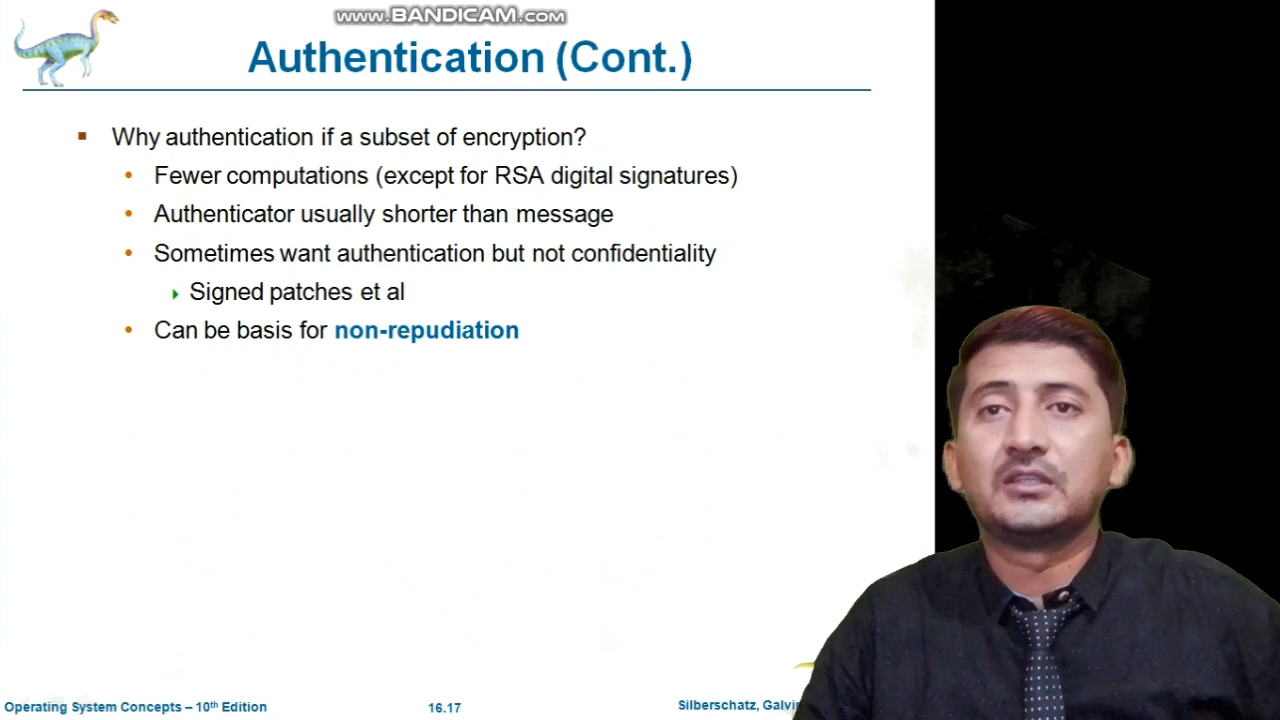 www.BANDICAM.com
Authentication (Cont.)
Why authentication if a subset of encryption?
Fewer computations (except for RSA digital signatures)
Authenticator usually shorter than message
Sometimes want authentication but not confidentiality
Signed patches et al
Can be basis for non-repudiation
Operating System Concepts – 10th Edition
16.17
Silberschatz,